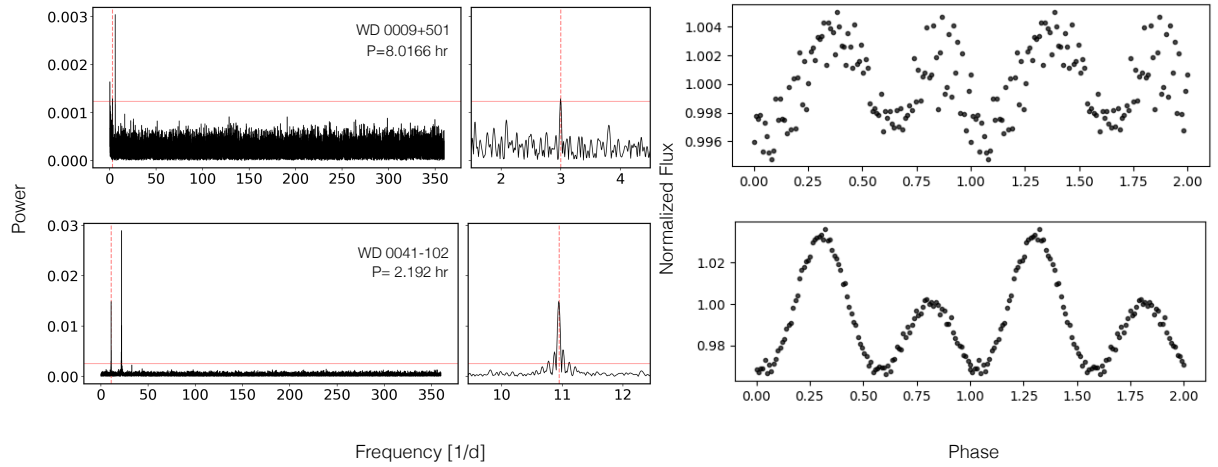 0.003
0.002
0.001
0.000
WD 0009+501
P=8.0166 hr
0 50 100 150 200 250 300 350
2 3 4
1.004
1.002
1.000
0.998
0.996
0.00 0.25 0.50 0.75 1.00 1.25 1.50 1.75 2.00
Power
Normalized Flux
0.03
0.02
0.01
0.00
WD 0041-102
P= 2.192 hr
0 50 100 150 200 250 300 350
10 11 12
1.02
1.00
0.98
0.00 0.25 0.50 0.75 1.00 1.25 1.50 1.75 2.00
Frequency [1/d]
Phase